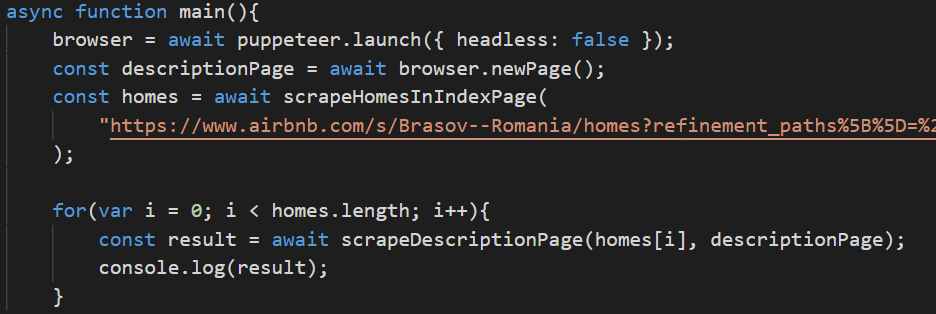 async function main(){
    browser = await puppeteer.launch({ headless: false });
    const descriptionPage = await browser.newPage();
    const homes = await scrapeHomesInIndexPage(
        "https://www.airbnb.com/s/Brasov--Romania/homes?refinement_paths%5B%5D=%2
    );
    for(var i = 0; i < homes.length; i++){
        const result = await scrapeDescriptionPage(homes[i], descriptionPage);
        console.log(result);
    }